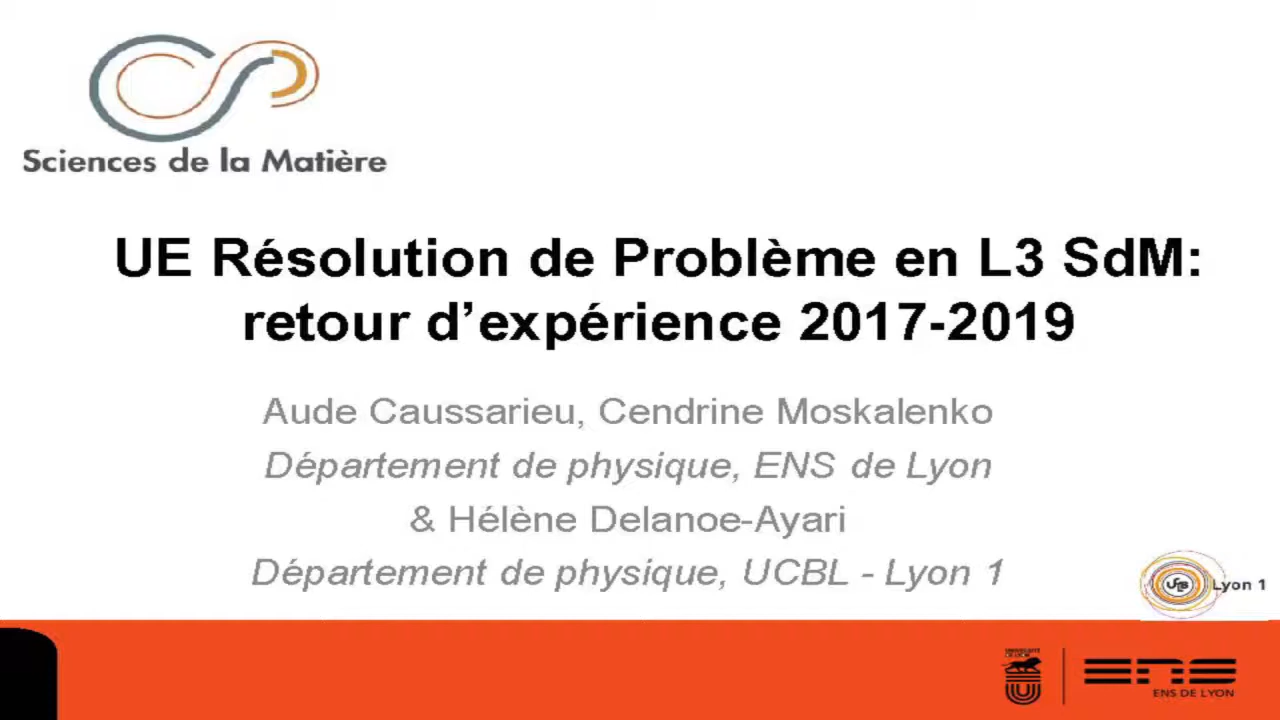 Sciences de la Matière
UE Résolution de Problème en L3 SdM:
retour d’expérience 2017-2019
Aude Caussarieu, Cendrine Moskalenko
Département de physique, ENS de Lyon
& Hélène Delanoe-Ayari
Département de physique, UCBL - Lyon 1
Lyon 1
ENS
ENS DE LYON